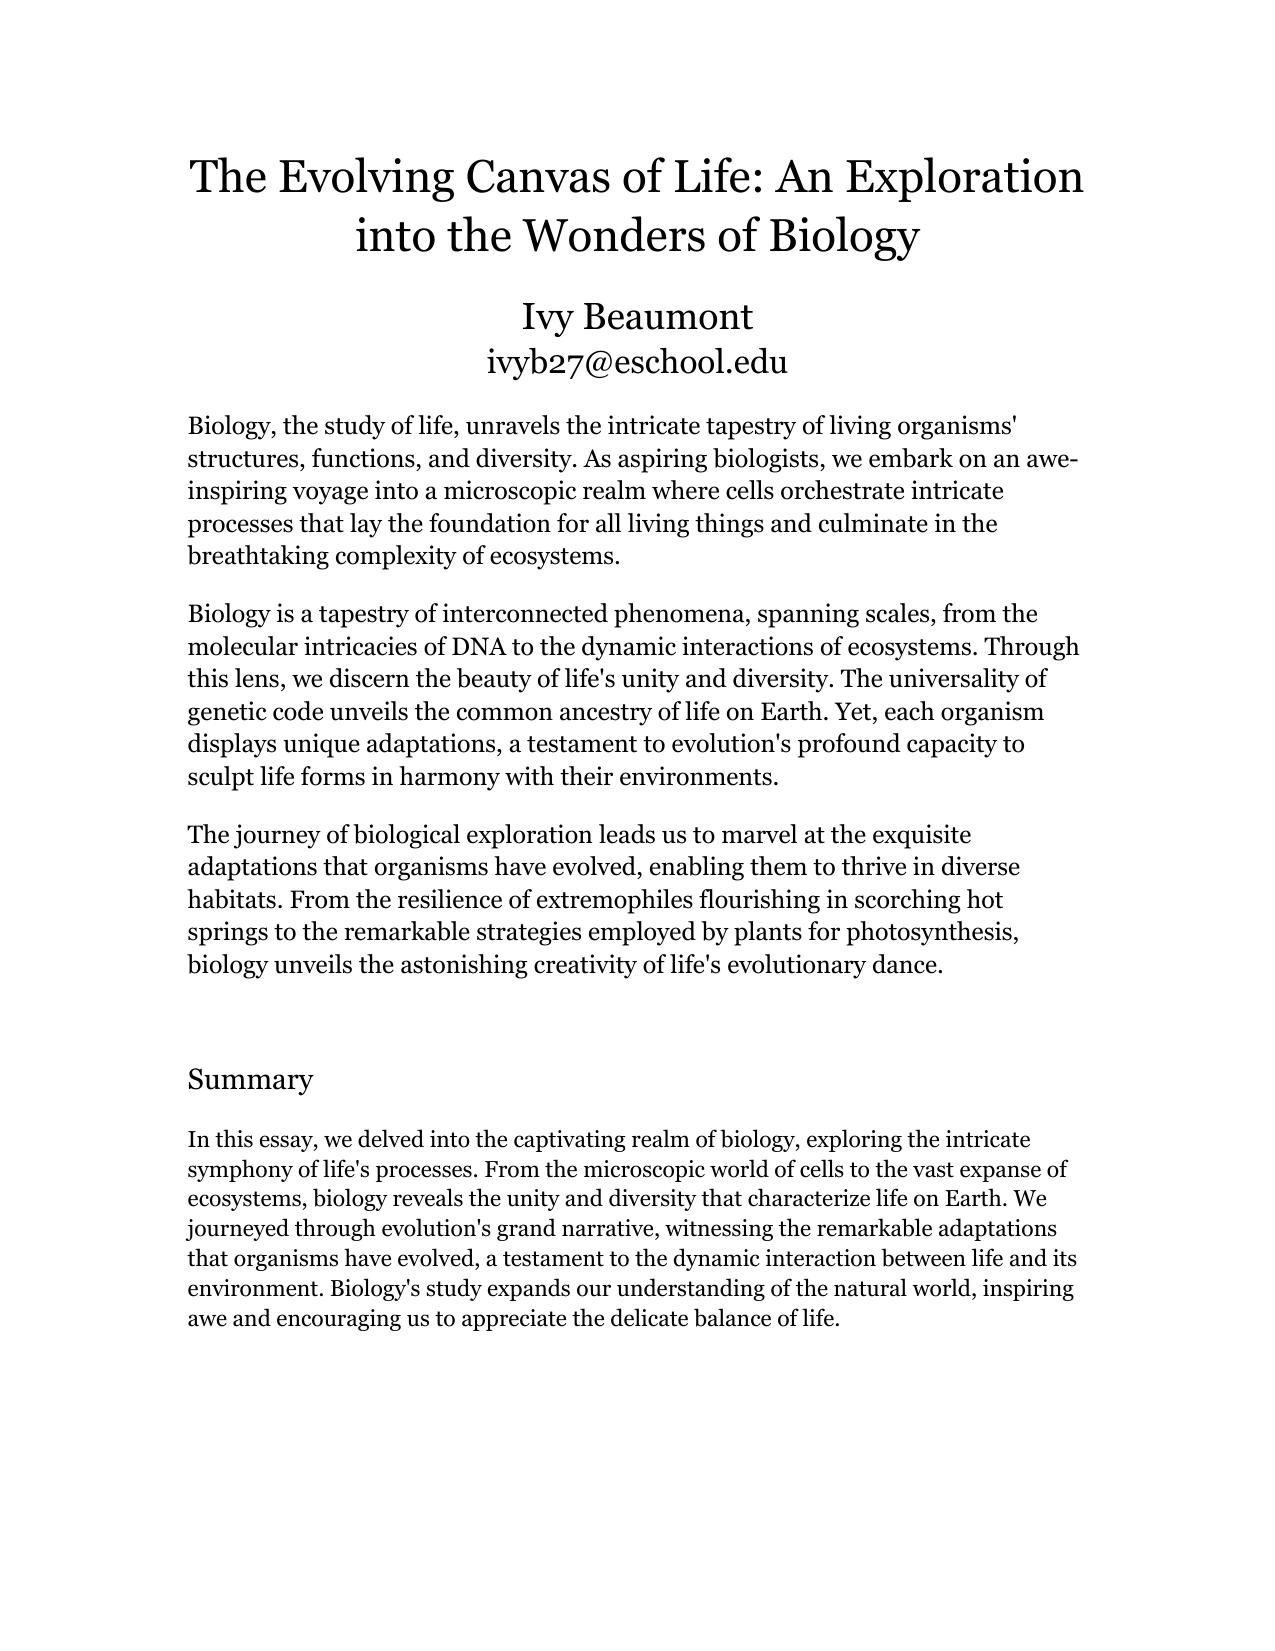 The Evolving Canvas of Life: An Exploration
into the Wonders of Biology
Ivy Beaumont
ivyb27@eschool.edu
Biology, the study of life, unravels the intricate tapestry of living organisms'
structures, functions, and diversity. As aspiring biologists, we embark on an awe-
inspiring voyage into a microscopic realm where cells orchestrate intricate
processes that lay the foundation for all living things and culminate in the
breathtaking complexity of ecosystems.
Biology is a tapestry of interconnected phenomena, spanning scales, from the
molecular intricacies of DNA to the dynamic interactions of ecosystems. Through
this lens, we discern the beauty of life's unity and diversity. The universality of
genetic code unveils the common ancestry of life on Earth. Yet, each organism
displays unique adaptations, a testament to evolution's profound capacity to
sculpt life forms in harmony with their environments.
The journey of biological exploration leads us to marvel at the exquisite
adaptations that organisms have evolved, enabling them to thrive in diverse
habitats. From the resilience of extremophiles flourishing in scorching hot
springs to the remarkable strategies employed by plants for photosynthesis,
biology unveils the astonishing creativity of life's evolutionary dance.
Summary
In this essay, we delved into the captivating realm of biology, exploring the intricate
symphony of life's processes. From the microscopic world of cells to the vast expanse of
ecosystems, biology reveals the unity and diversity that characterize life on Earth. We
journeyed through evolution's grand narrative, witnessing the remarkable adaptations
that organisms have evolved, a testament to the dynamic interaction between life and its
environment. Biology's study expands our understanding of the natural world, inspiring
awe and encouraging us to appreciate the delicate balance of life.